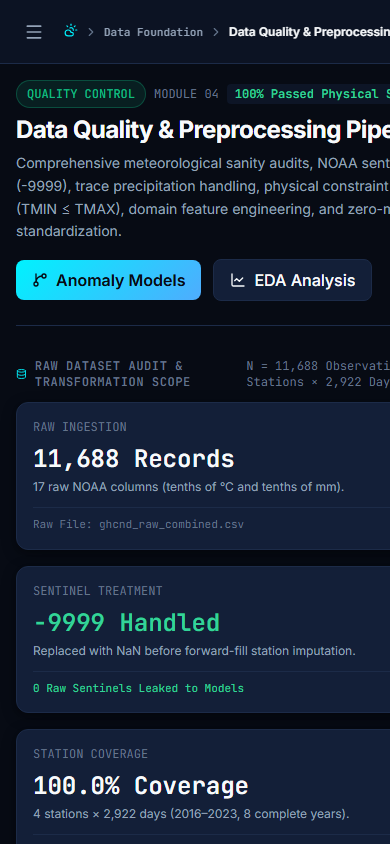 Data Foundation > Data Quality & Preprocessin
QUALITY CONTROL MODULE 04 100% Passed Physical S
Data Quality & Preprocessing Pipe
Comprehensive meteorological sanity audits, NOAA sent
(-9999), trace precipitation handling, physical constraint
(TMIN ≤ TMAX), domain feature engineering, and zero-m
standardization.
Anomaly Models EDA Analysis
RAW DATASET AUDIT &
TRANSFORMATION SCOPE
N = 11,688 Observati
Stations × 2,922 Day
RAW INGESTION
11,688 Records
17 raw NOAA columns (tenths of °C and tenths of mm).
Raw File: ghcnd_raw_combined.csv
SENTINEL TREATMENT
-9999 Handled
Replaced with NaN before forward-fill station imputation.
0 Raw Sentinels Leaked to Models
STATION COVERAGE
100.0% Coverage
4 stations × 2,922 days (2016–2023, 8 complete years).